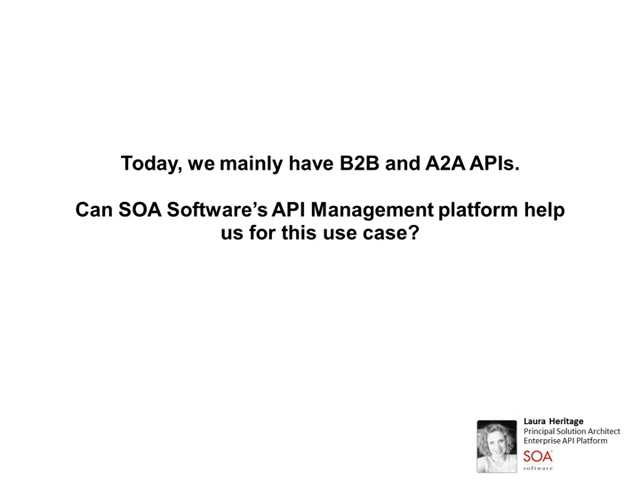 Today, we mainly have B2B and A2A APIs.
Can SOA Software's API Management platform help
us for this use case?
Laura Heritage
Principal Solution Architect
Enterprise API Platform
SOA
software